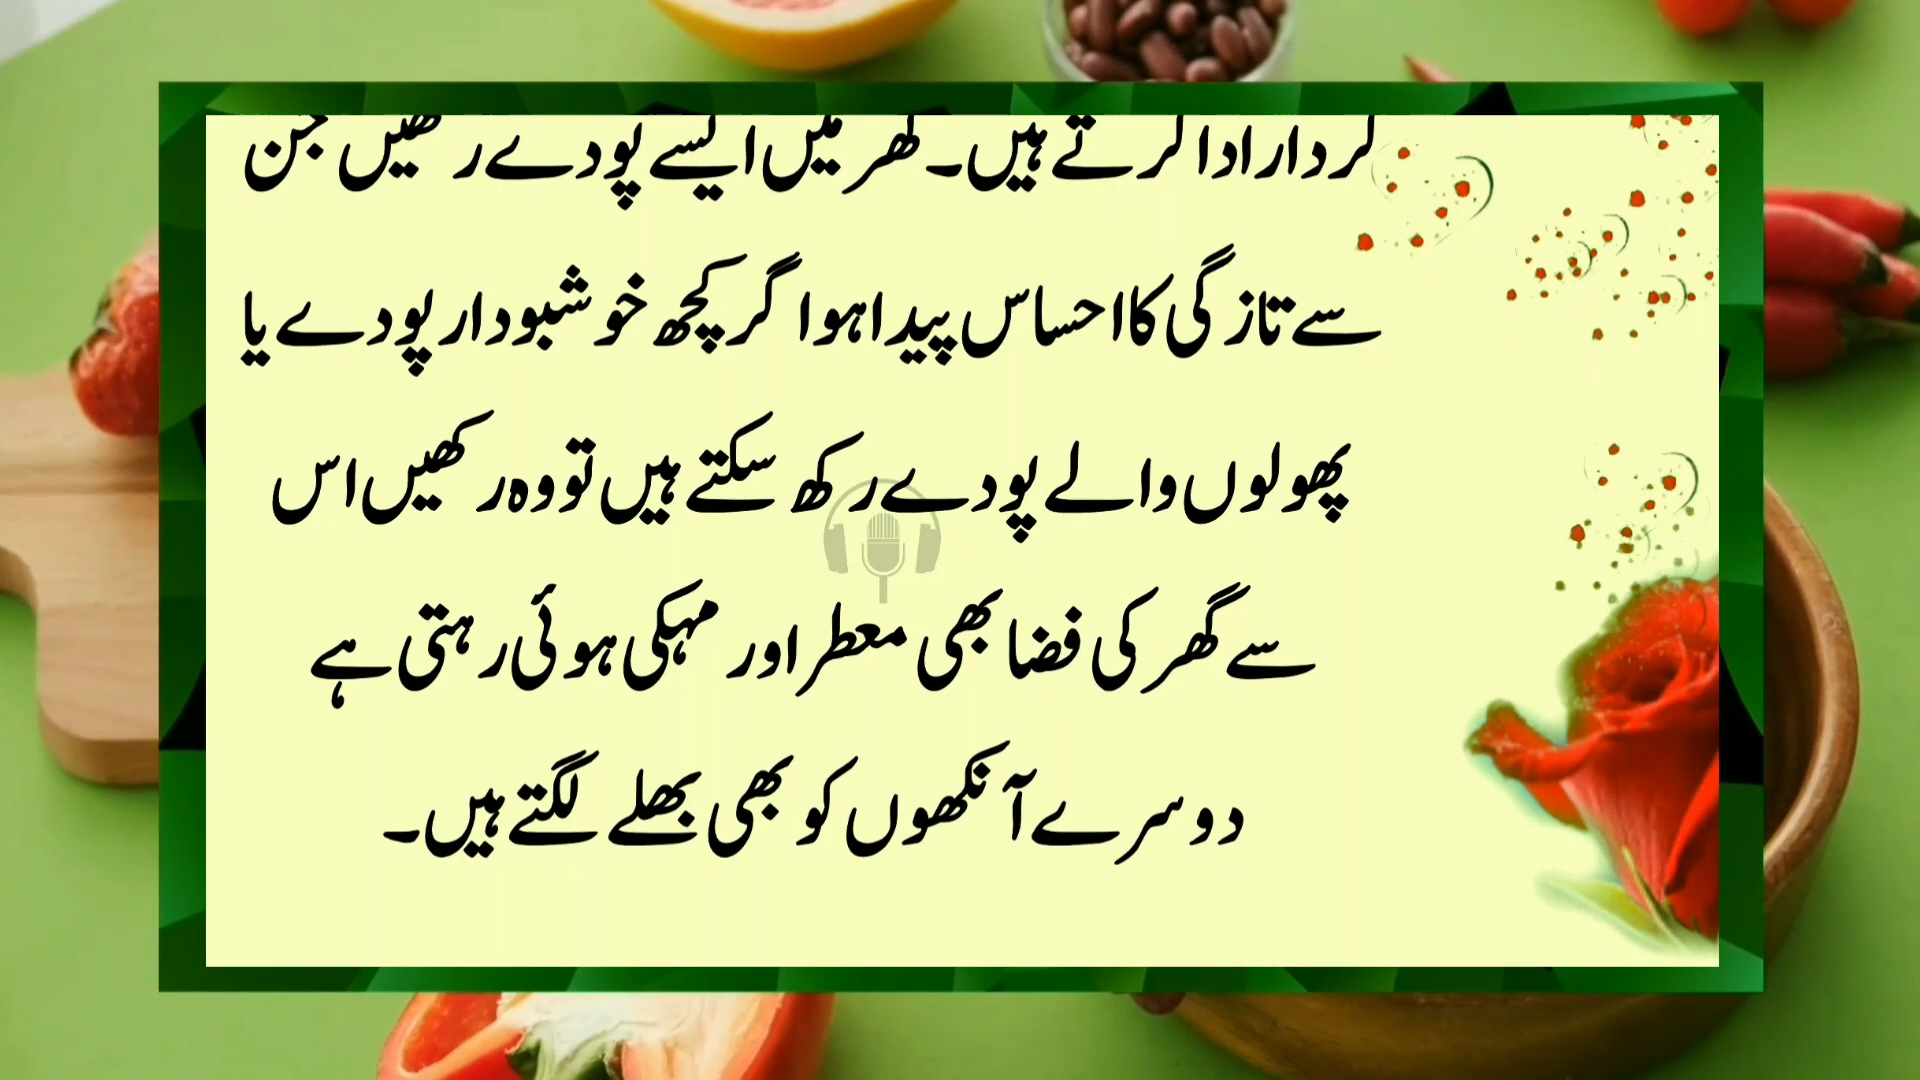 کردار ادا کرتے ہیں۔ گھر میں ایسے پودے رکھیں جن
سے تازگی کا احساس پیدا ہو اگر کچھ خوشبودار پودے یا
پھولوں والے پودے رکھ سکتے ہیں تو وہ رکھیں اس
سے گھر کی فضا بھی معطر اور مہکی ہوئی رہتی ہے
دوسرے آنکھوں کو بھی بھلے لگتے ہیں۔